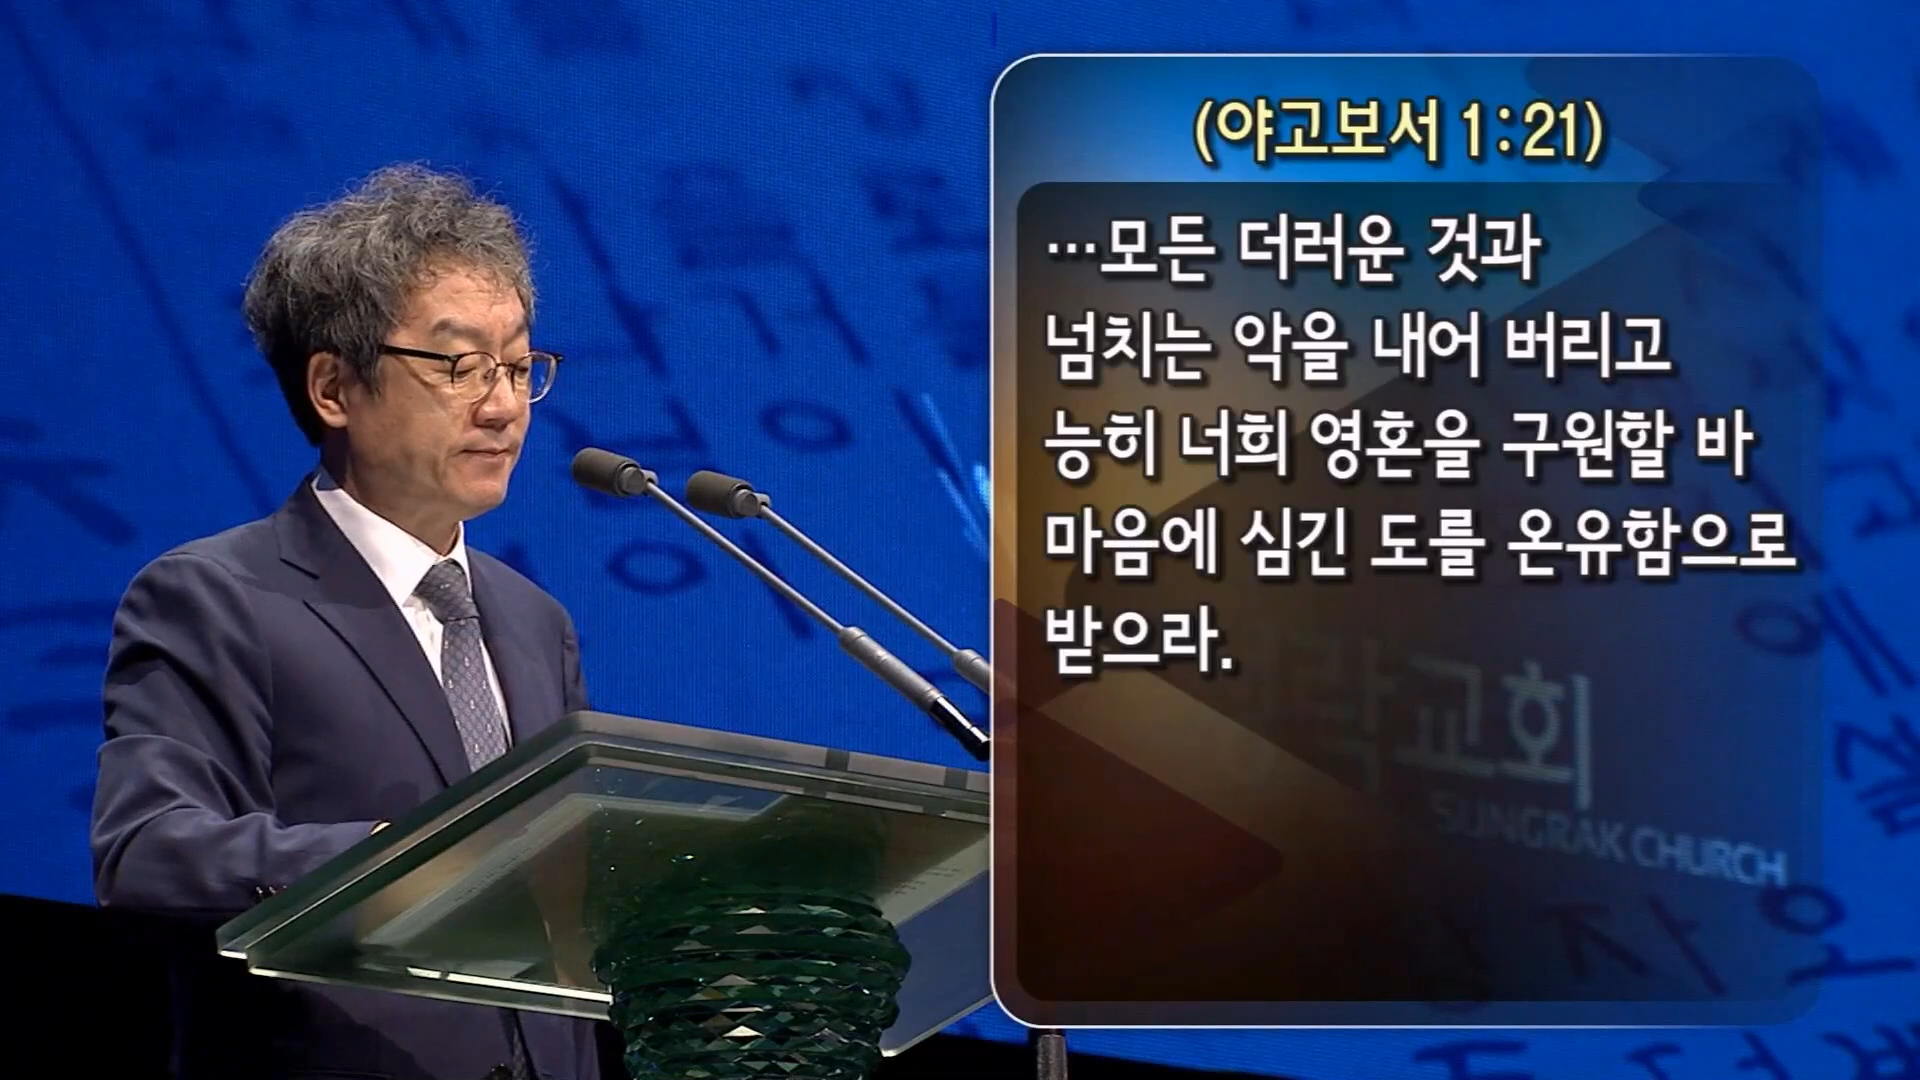 (야고보서 1:21)
…모든 더러운 것과
넘치는 악을 내어 버리고
능히 너희 영혼을 구원할 바
마음에 심긴 도를 온유함으로
받으라.
락교회
SUNGRAK CHURCH